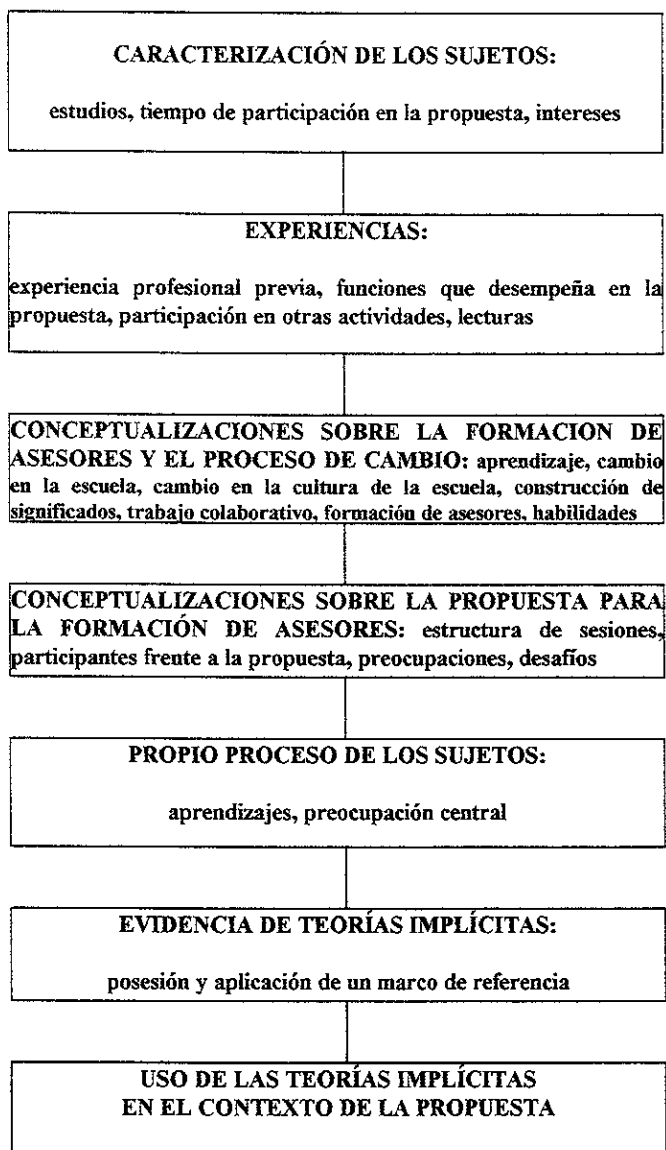 CARACTERIZACIÓN DE LOS SUJETOS:
estudios, tiempo de participación en la propuesta, intereses
EXPERIENCIAS:
experiencia profesional previa, funciones que desempeña en la
propuesta, participación en otras actividades, lecturas
CONCEPTUALIZACIONES SOBRE LA FORMACION DE
ASESORES Y EL PROCESO DE CAMBIO: aprendizaje, cambio
en la escuela, cambio en la cultura de la escuela, construcción de
significados, trabajo colaborativo, formación de asesores, habilidades
CONCEPTUALIZACIONES SOBRE LA PROPUESTA PARA
LA FORMACIÓN DE ASESORES: estructura de sesiones,
participantes frente a la propuesta, preocupaciones, desafíos
PROPIO PROCESO DE LOS SUJETOS:
aprendizajes, preocupación central
EVIDENCIA DE TEORÍAS IMPLÍCITAS:
posesión y aplicación de un marco de referencia
USO DE LAS TEORÍAS IMPLÍCITAS
EN EL CONTEXTO DE LA PROPUESTA